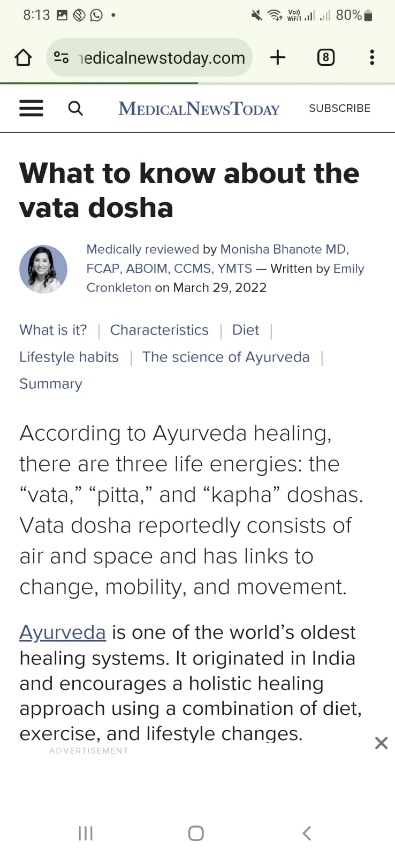 8:13
80%
edicalnewstoday.com
8
MEDICALNEWSTODAY
SUBSCRIBE
What to know about the
vata dosha
Medically reviewed by Monisha Bhanote MD,
FCAP, ABOIM, CCMS, YMTS — Written by Emily
Cronkleton on March 29, 2022
What is it? | Characteristics | Diet |
Lifestyle habits | The science of Ayurveda |
Summary
According to Ayurveda healing,
there are three life energies: the
“vata,” “pitta,” and “kapha” doshas.
Vata dosha reportedly consists of
air and space and has links to
change, mobility, and movement.
Ayurveda is one of the world’s oldest
healing systems. It originated in India
and encourages a holistic healing
approach using a combination of diet,
exercise, and lifestyle changes.
ADVERTISEMENT